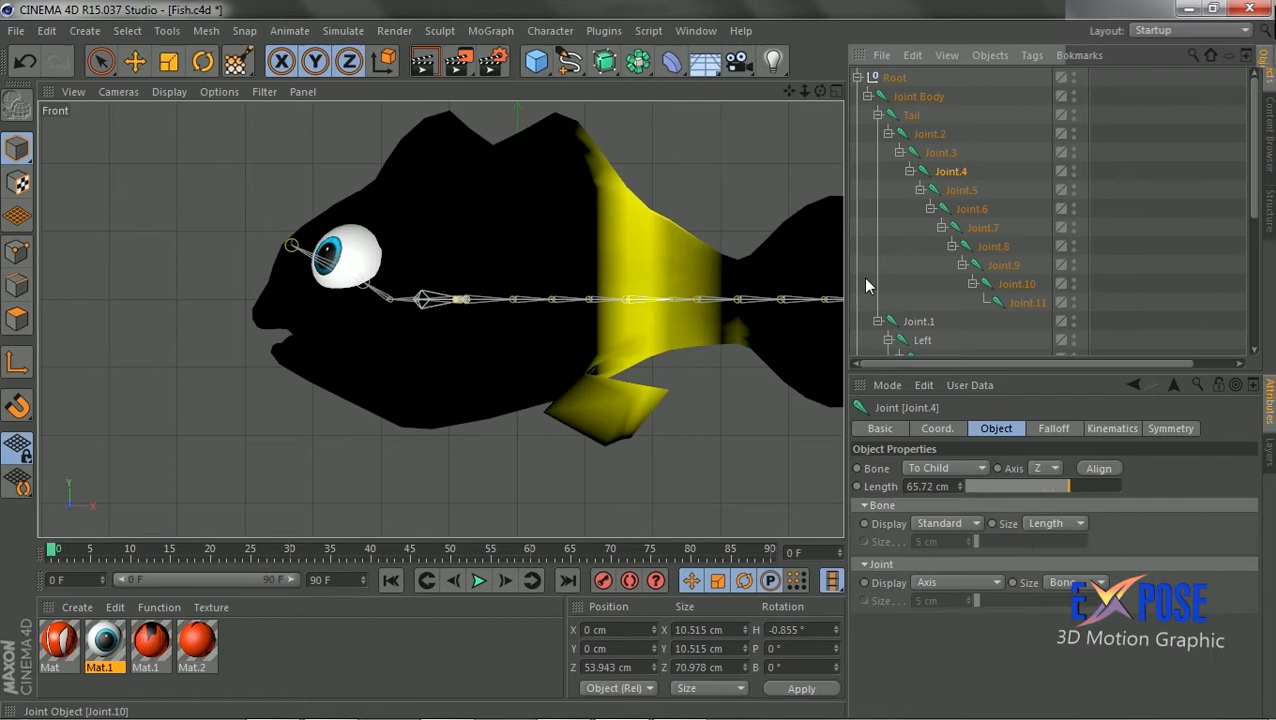 CINEMA 4D R15.037 Studio - [Fish.c4d *]
File Edit Create Select Tools Mesh Snap Animate Simulate Render Sculpt MoGraph Character Plugins Script Window Help
Layout: Startup
File Edit View Objects Tags Bookmarks
View Cameras Display Options Filter Panel
Front
Root
Joint Body
Tail
Joint.2
Joint.3
Joint.4
Joint.5
Joint.6
Joint.7
Joint.8
Joint.9
Joint.10
Joint.11
Joint.1
Left
Objects
Content Browser
Structure
Attributes
Layers
Mode Edit User Data
Joint [Joint.4]
Basic Coord. Object Falloff Kinematics Symmetry
Object Properties
Bone To Child Axis Z Align
Length 65.72 cm
Bone
Display Standard Size Length
Size . . . 5 cm
Joint
Display Axis Size Bone
Size . . . 5 cm
EXPOSE
3D Motion Graphic
Y
X
0 5 10 15 20 25 30 35 40 45 50 55 60 65 70 75 80 85 90 0 F
0 F 0 F 90 F 90 F
Create Edit Function Texture
Mat Mat.1 Mat.1 Mat.2
Position Size Rotation
X 0 cm X 10.515 cm H -0.855 °
Y 0 cm Y 10.515 cm P 0 °
Z 53.943 cm Z 70.978 cm B 0 °
Object (Rel) Size Apply
MAXON
CINEMA 4D
Joint Object [Joint.10]